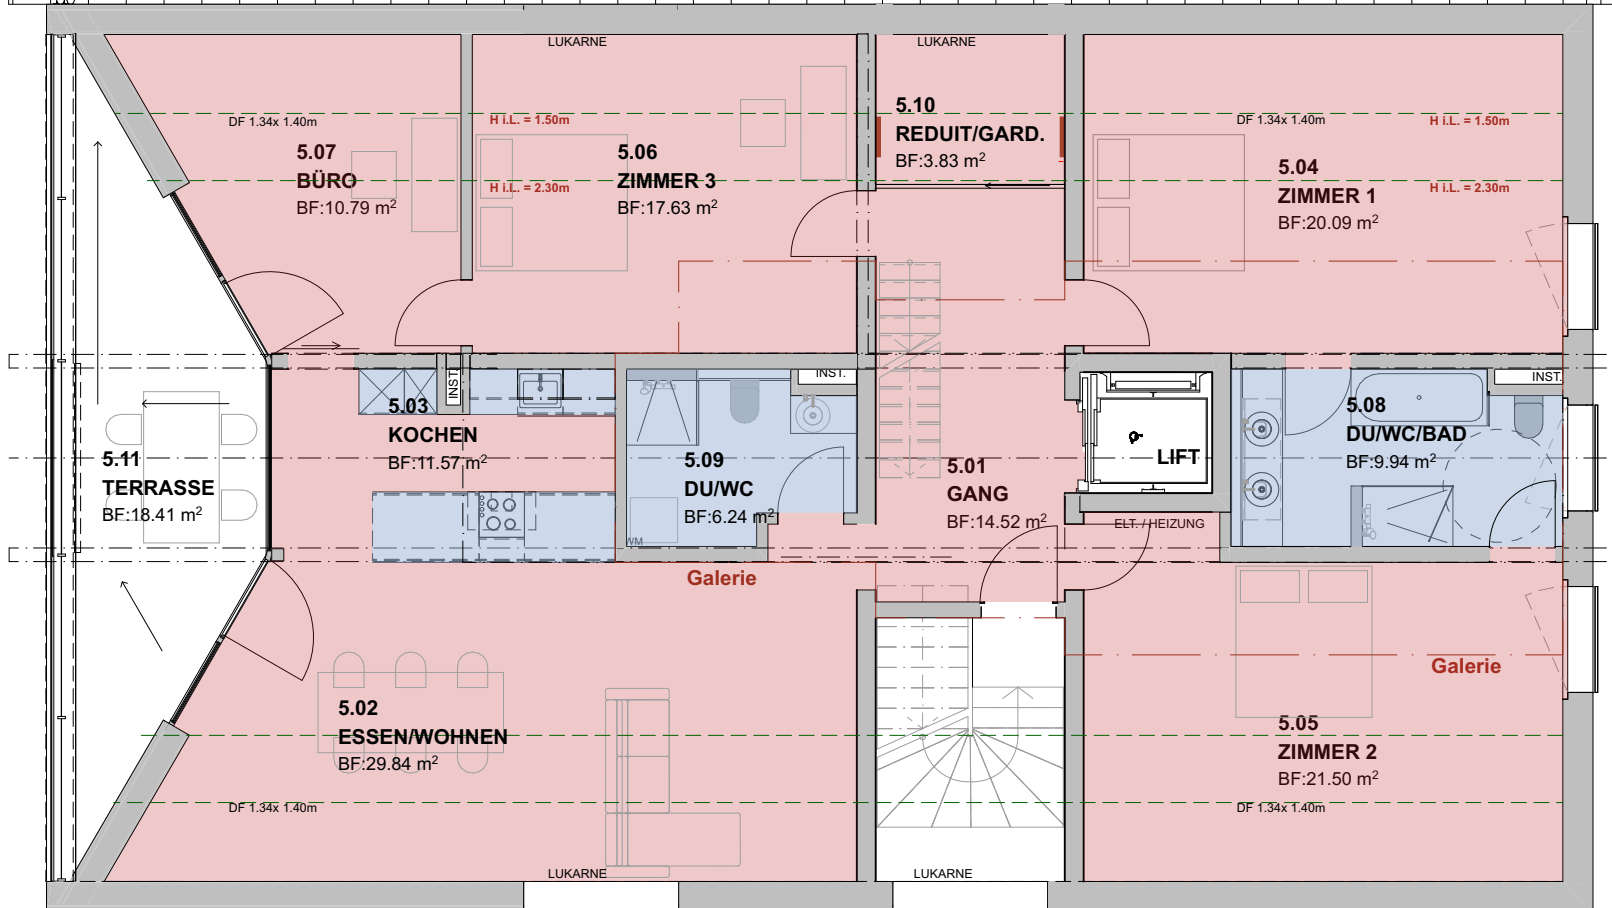 LUKARNE
LUKARNE
DF 1.34x 1.40m
H i.L. = 1.50m
5.10
REDUIT/GARD.
BF:3.83 m²
DF 1.34x 1.40m
H i.L. = 1.50m
5.07
BÜRO
BF:10.79 m²
5.06
ZIMMER 3
BF:17.63 m²
H i.L. = 2.30m
5.04
ZIMMER 1
BF:20.09 m²
H i.L. = 2.30m
INST.
INST.
INST.
5.03
KOCHEN
BF:11.57 m²
5.08
DU/WC/BAD
BF:9.94 m²
5.11
TERRASSE
BF:18.41 m²
5.09
DU/WC
BF:6.24 m²
5.01
GANG
BF:14.52 m²
LIFT
ELT. / HEIZUNG
WM
Galerie
Galerie
5.02
ESSEN/WOHNEN
BF:29.84 m²
5.05
ZIMMER 2
BF:21.50 m²
DF 1.34x 1.40m
DF 1.34x 1.40m
LUKARNE
LUKARNE